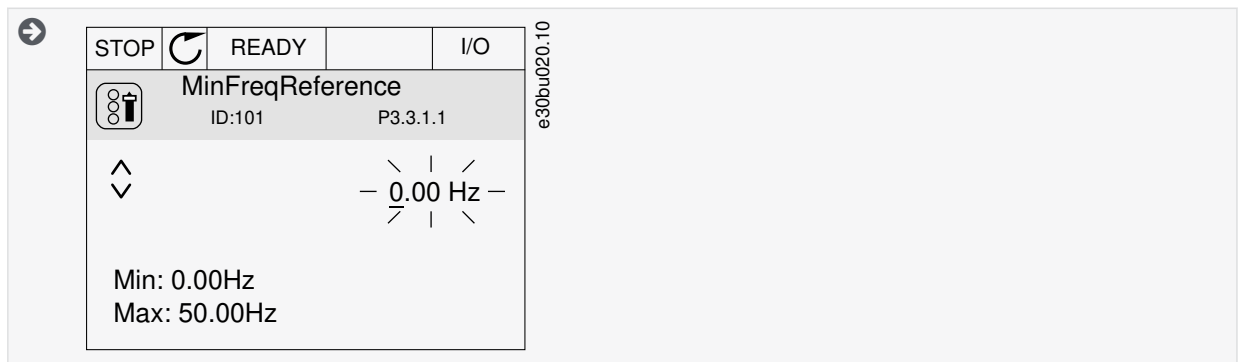 STOP READY I/O
MinFreqReference
ID:101 P3.3.1.1
0.00 Hz
Min: 0.00Hz
Max: 50.00Hz
e30bu020.10